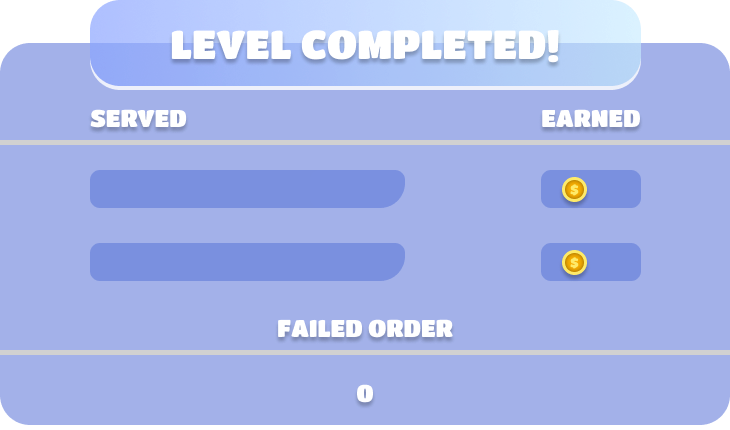 LEVEL COMPLETED!
SERVED EARNED
$
$
FAILED ORDER
0